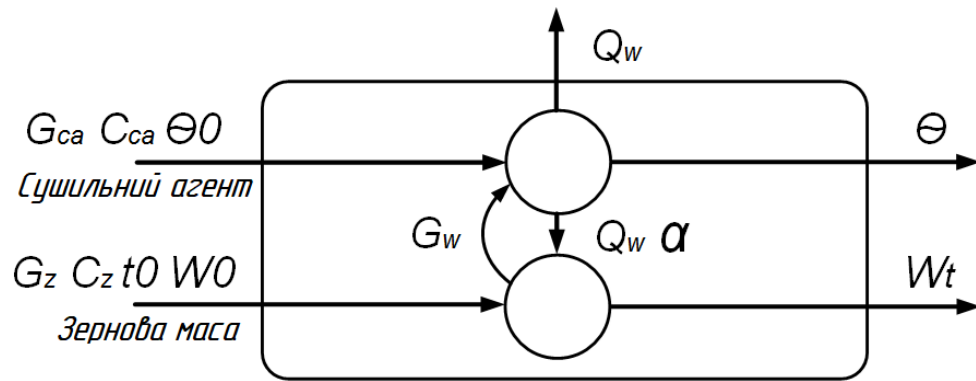 Qw
Gca Cca Θ0
Θ
Сушильний агент
Gw
Qw α
Gz Cz t0 W0
Wt
Зернова маса